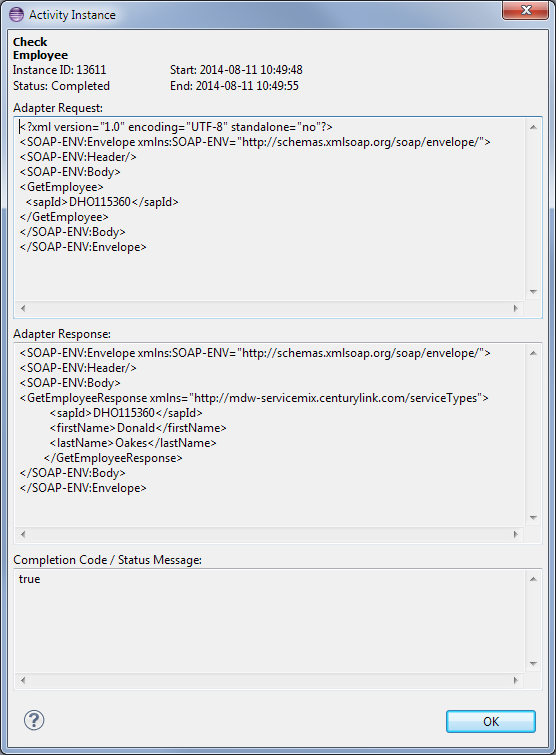 Activity Instance
Check
Employee
Instance ID: 13611 Start: 2014-08-11 10:49:48
Status: Completed End: 2014-08-11 10:49:55
Adapter Request:
<?xml version="1.0" encoding="UTF-8" standalone="no"?>
<SOAP-ENV:Envelope xmlns:SOAP-ENV="http://schemas.xmlsoap.org/soap/envelope/">
<SOAP-ENV:Header/>
<SOAP-ENV:Body>
<GetEmployee>
<sapId>DHO115360</sapId>
</GetEmployee>
</SOAP-ENV:Body>
</SOAP-ENV:Envelope>
Adapter Response:
<SOAP-ENV:Envelope xmlns:SOAP-ENV="http://schemas.xmlsoap.org/soap/envelope/">
<SOAP-ENV:Header/>
<SOAP-ENV:Body>
<GetEmployeeResponse xmlns="http://mdw-servicemix.centurylink.com/serviceTypes">
<sapId>DHO115360</sapId>
<firstName>Donald</firstName>
<lastName>Oakes</lastName>
</GetEmployeeResponse>
</SOAP-ENV:Body>
</SOAP-ENV:Envelope>
Completion Code / Status Message:
true
?
OK